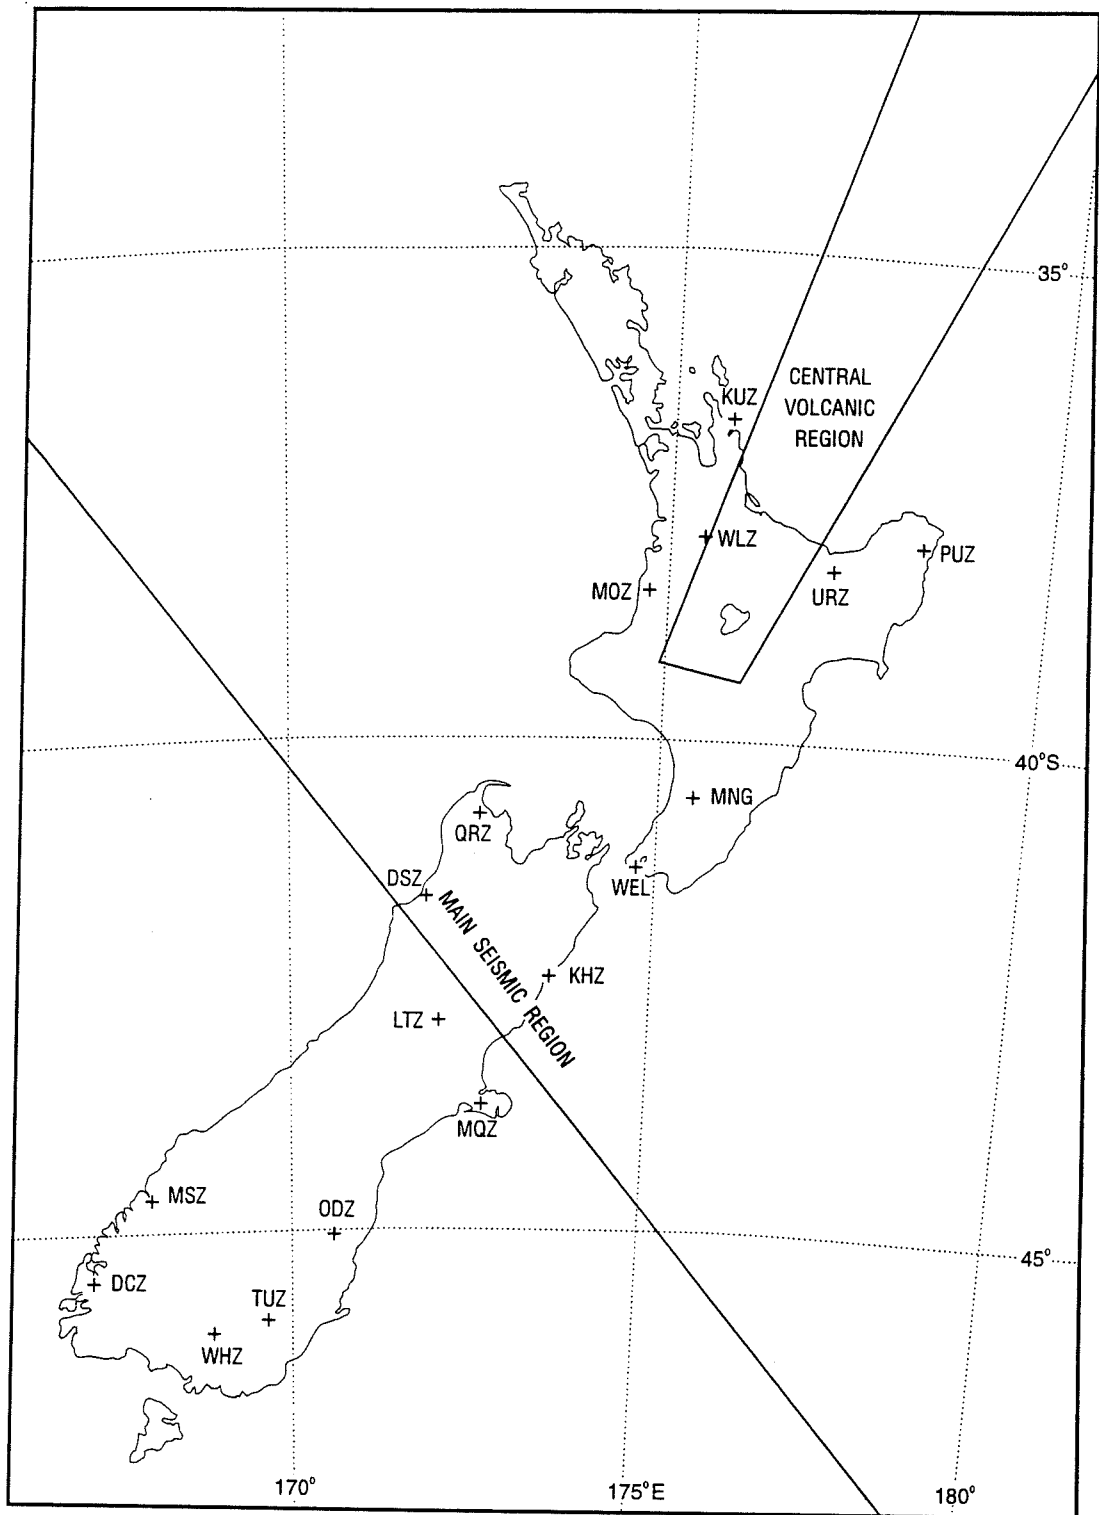 35°
CENTRAL
VOLCANIC
REGION
KUZ
WLZ
PUZ
MOZ
URZ
40°S
MNG
QRZ
DSZ
WEL
MAIN SEISMIC REGION
KHZ
LTZ
MQZ
MSZ
ODZ
45°
DCZ
TUZ
WHZ
170°
175°E
180°